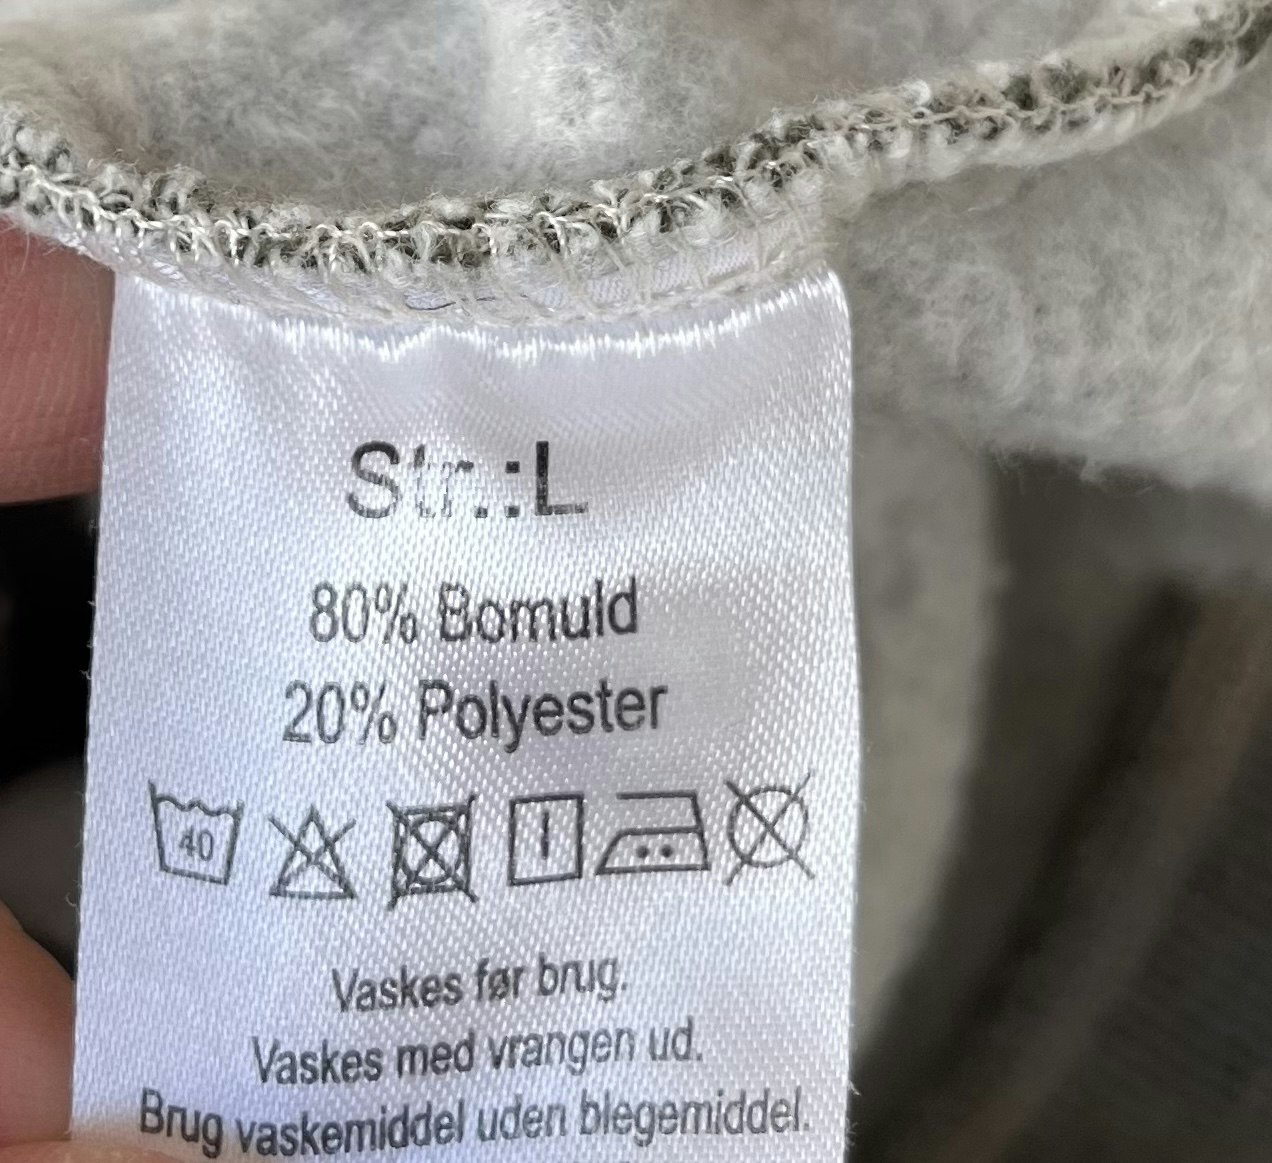 Str.:L
80% Bomuld
20% Polyester
40
Vaskes før brug.
Vaskes med vrangen ud.
Brug vaskemiddel uden blegemiddel.